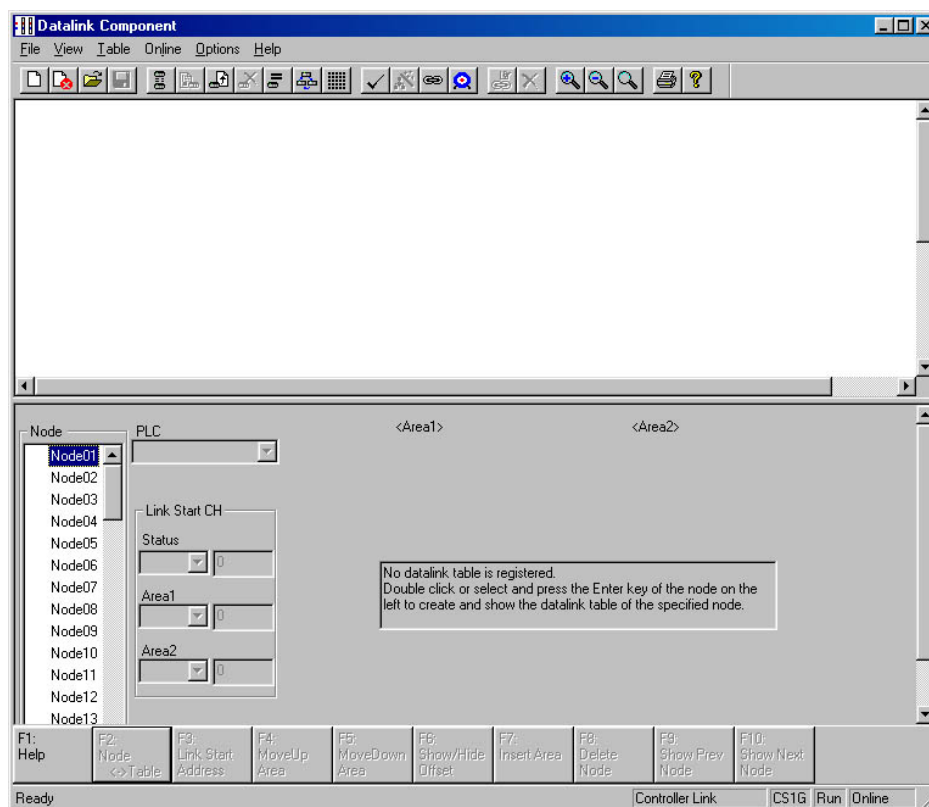 Datalink Component
File View Table Online Options Help
<Area1> <Area2>
Node PLC
Node01
Node02
Node03
Node04
Link Start CH
Node05
Status
Node06
0
Node07
Area1
Node08
0
Node09
Node10
Area2
Node11
0
Node12
Node13
No datalink table is registered.
Double click or select and press the Enter key of the node on the
left to create and show the datalink table of the specified node.
F1:
Help
F2:
Node
<->Table
F3:
Link Start
Address
F4:
MoveUp
Area
F5:
MoveDown
Area
F6:
Show/Hide
Offset
F7:
Insert Area
F8:
Delete
Node
F9:
Show Prev
Node
F10:
Show Next
Node
Ready Controller Link CS1G Run Online